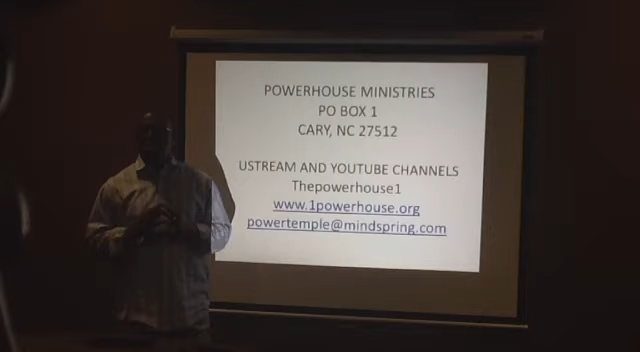 POWERHOUSE MINISTRIES
PO BOX 1
CARY, NC 27512
USTREAM AND YOUTUBE CHANNELS
Thepowerhouse1
www.1powerhouse.org
powertemple@mindspring.com